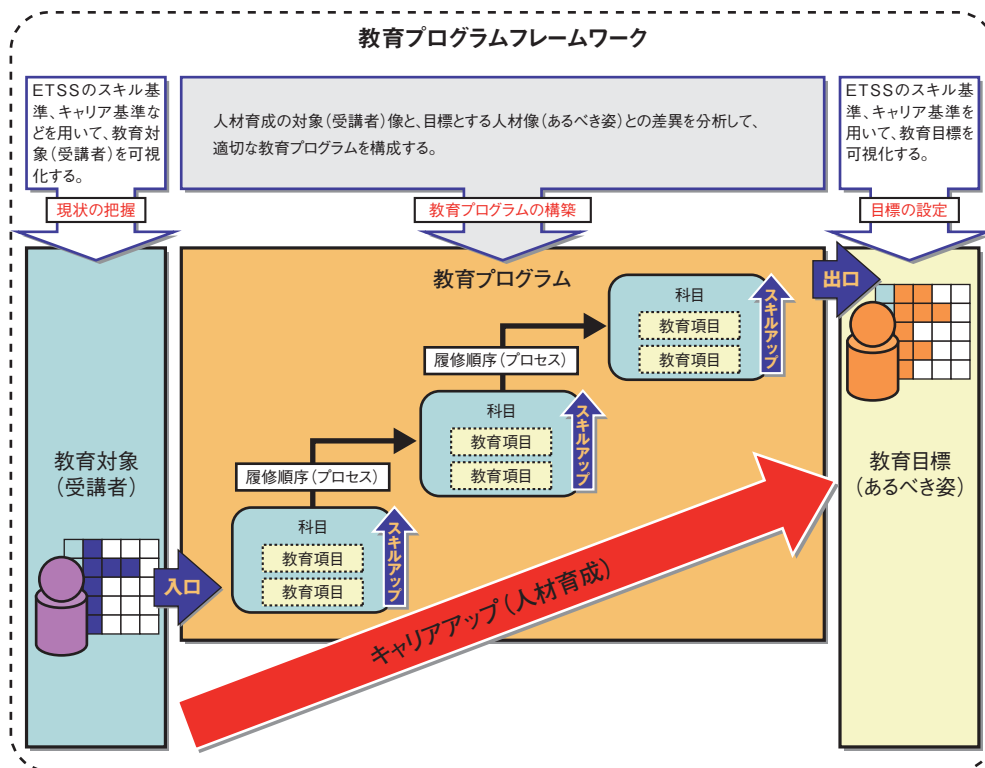 教育プログラムフレームワーク
ETSSのスキル基
準、キャリア基準な
どを用いて、教育対
象(受講者)を可視
化する。
現状の把握
人材育成の対象(受講者)像と、目標とする人材像(あるべき姿)との差異を分析して、
適切な教育プログラムを構成する。
教育プログラムの構築
ETSSのスキル基
準、キャリア基準を
用いて、教育目標を
可視化する。
目標の設定
教育対象
(受講者)
入口
教育プログラム
科目
教育項目
教育項目
スキルアップ
履修順序(プロセス)
科目
教育項目
教育項目
スキルアップ
履修順序(プロセス)
科目
教育項目
教育項目
スキルアップ
出口
教育目標
(あるべき姿)
キャリアアップ(人材育成)